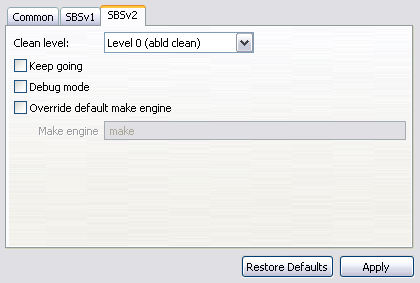 Common SBSv1 SBSv2
Clean level: Level 0 (abld clean)
Keep going
Debug mode
Override default make engine
Make engine make
Restore Defaults Apply